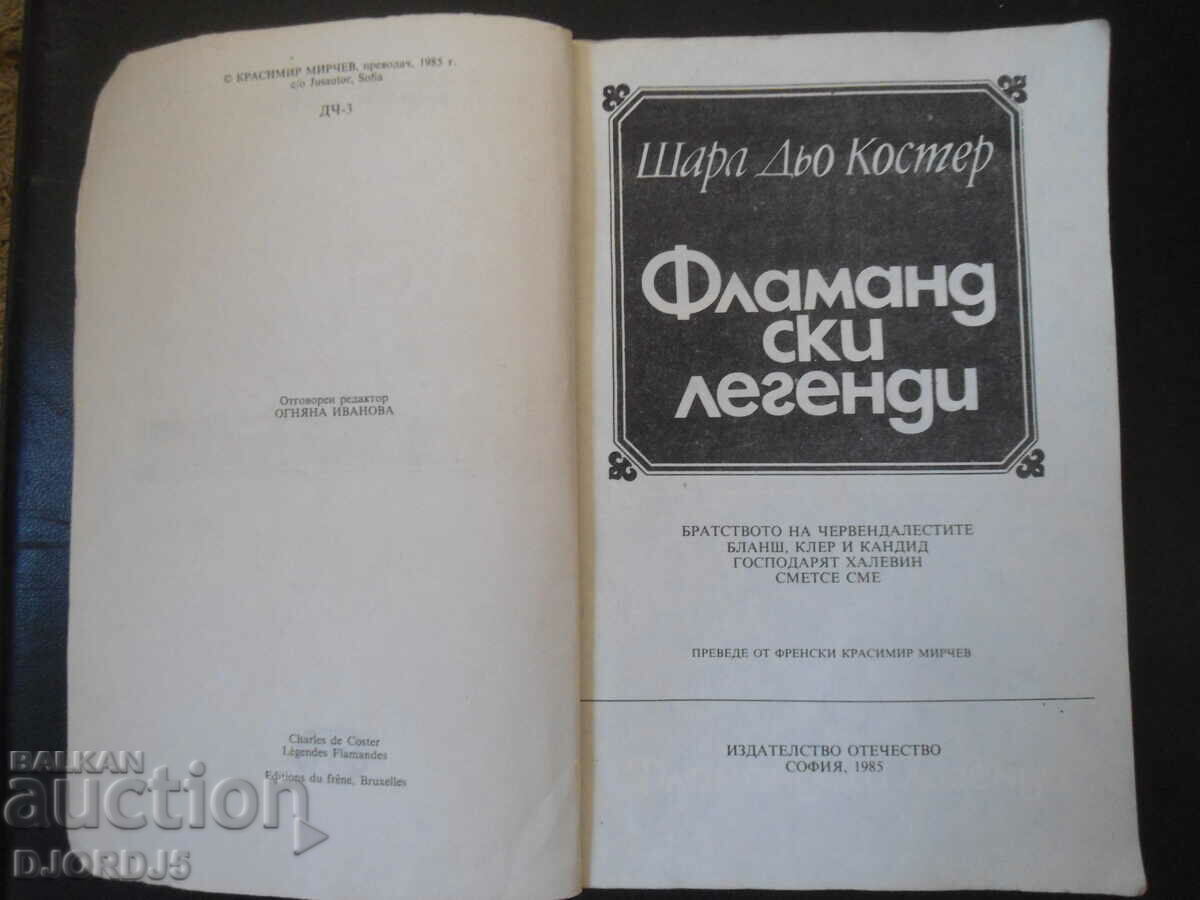 © КРАСИМИР МИРЧЕВ, преводач, 1985 г.
c/o Jusautor, Sofia
ДЧ-3
Отговорен редактор
ОГНЯНА ИВАНОВА
Charles de Coster
Légendes Flamandes
Editions du frêne, Bruxelles
Шарл Дьо Костер
Фламанд
ски
легенди
БРАТСТВОТО НА ЧЕРВЕНДАЛЕСТИТЕ
БЛАНШ, КЛЕР И КАНДИД
ГОСПОДАРЯТ ХАЛЕВИН
СМЕТСЕ СМЕ
ПРЕВЕДЕ ОТ ФРЕНСКИ КРАСИМИР МИРЧЕВ
ИЗДАТЕЛСТВО ОТЕЧЕСТВО
СОФИЯ, 1985
BALKAN
auction
DJORDJ5